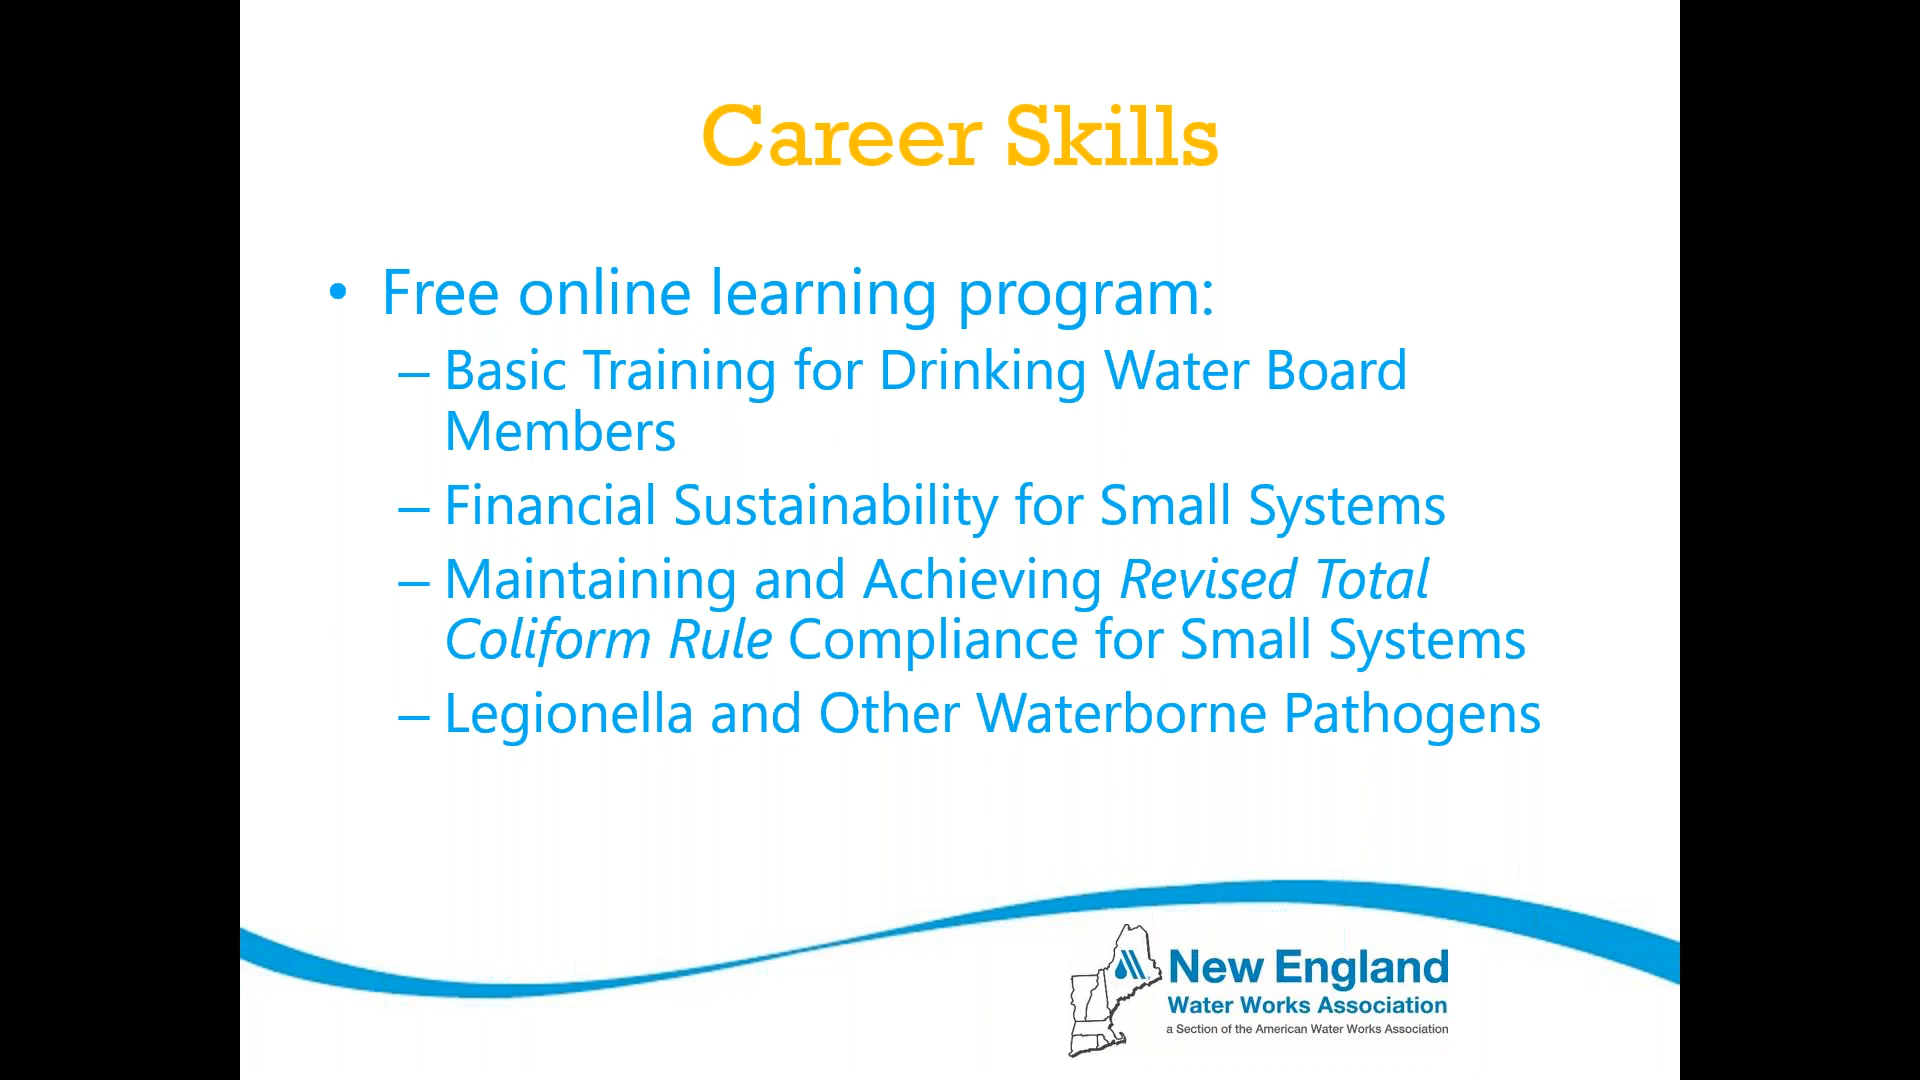 Career Skills
• Free online learning program:
– Basic Training for Drinking Water Board
Members
– Financial Sustainability for Small Systems
– Maintaining and Achieving Revised Total
Coliform Rule Compliance for Small Systems
– Legionella and Other Waterborne Pathogens
New England
Water Works Association
a Section of the American Water Works Association